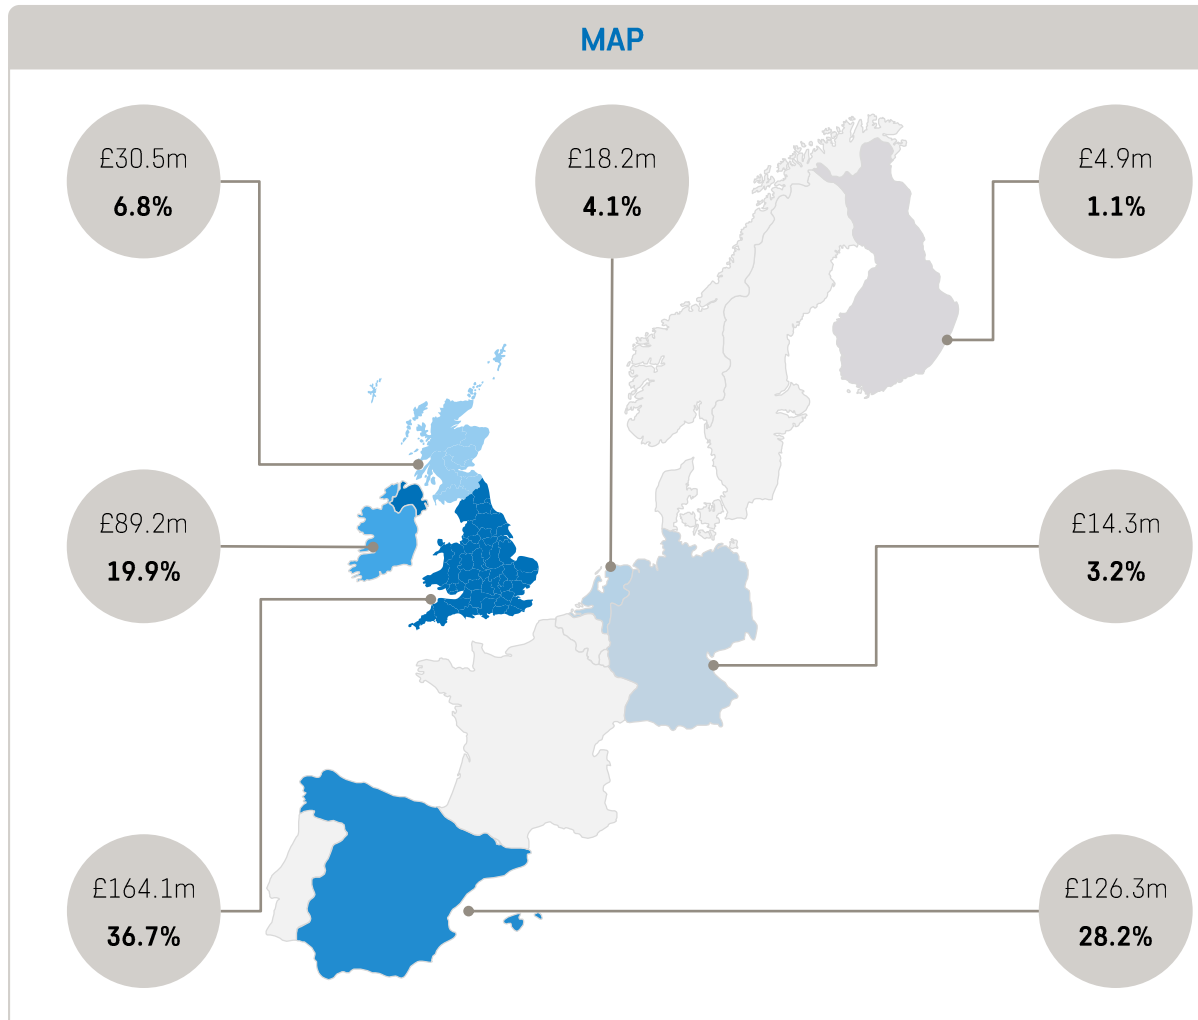 MAP
£30.5m
6.8%
£18.2m
4.1%
£4.9m
1.1%
£89.2m
19.9%
£14.3m
3.2%
£164.1m
36.7%
£126.3m
28.2%